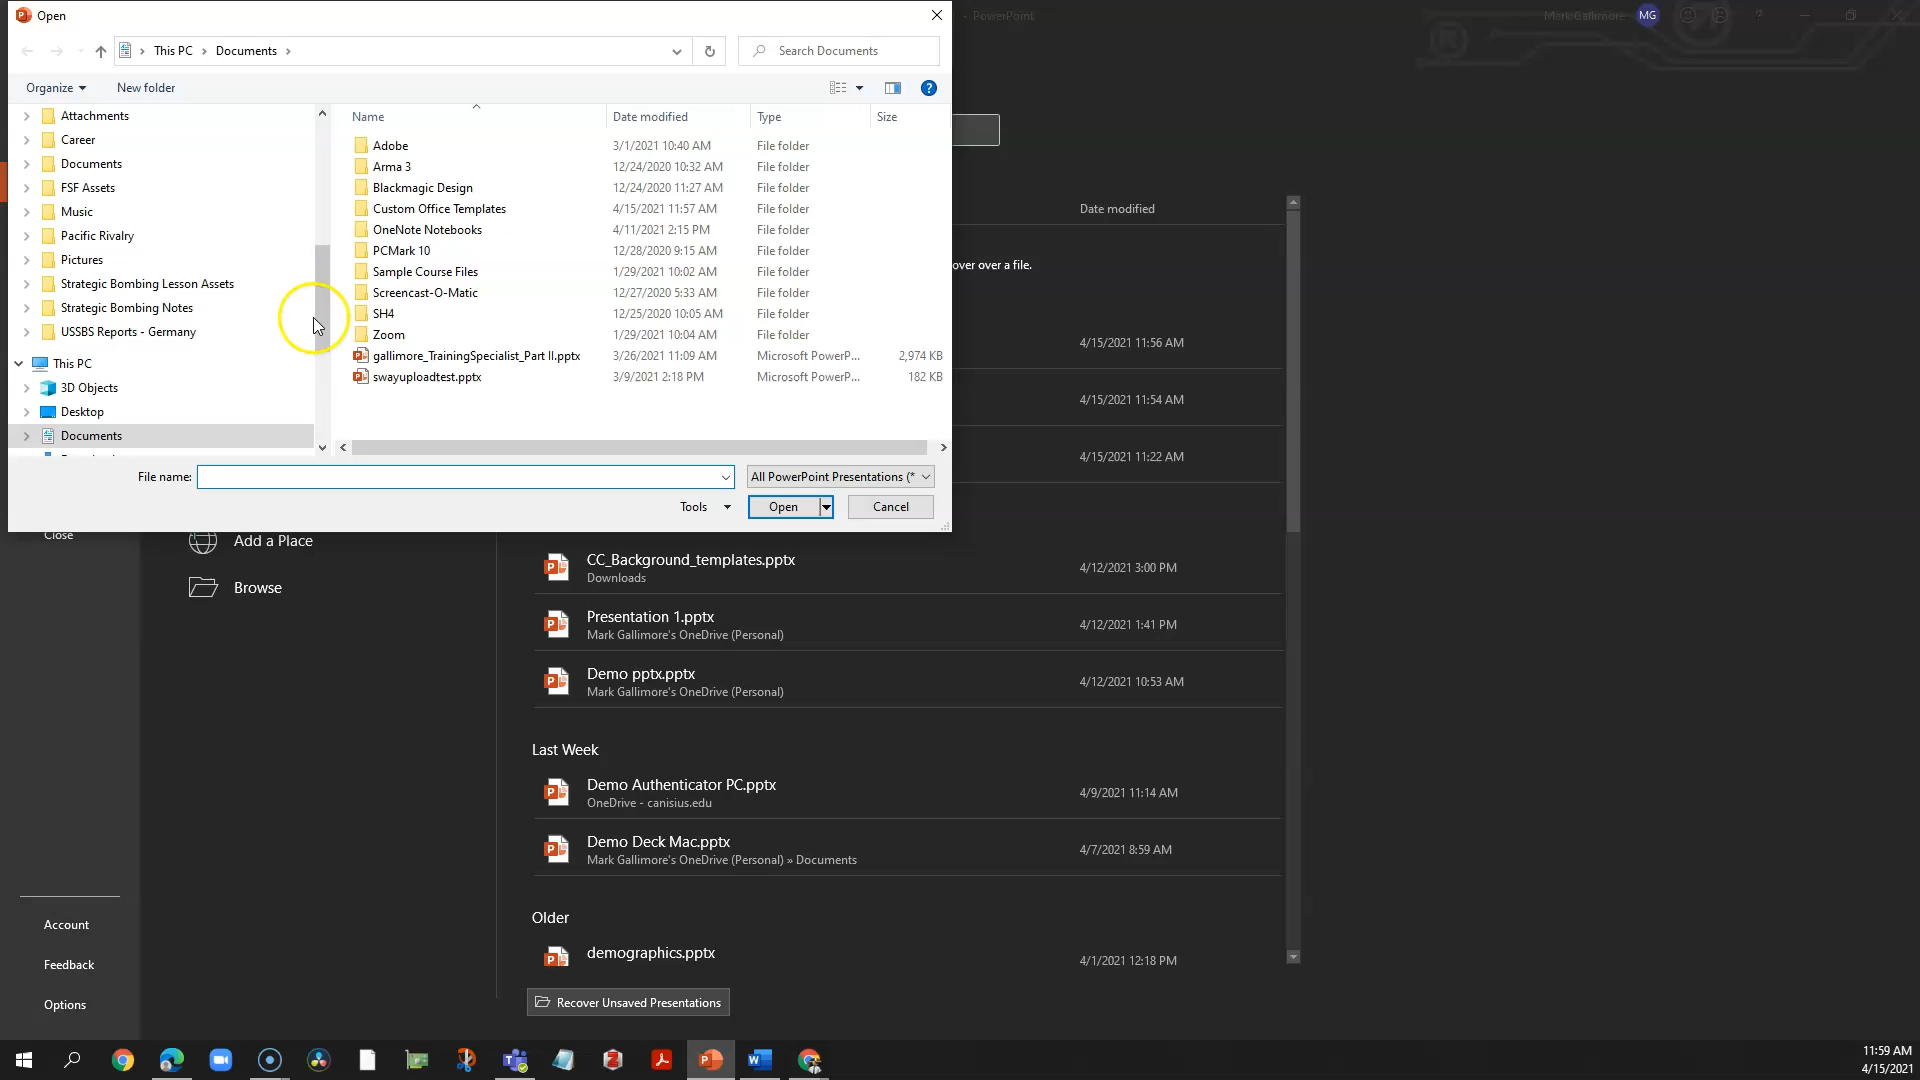 Open
- PowerPoint
Mark Gallimore
MG
This PC
Documents
Search Documents
Organize
New folder
Attachments
Career
Documents
FSF Assets
Music
Pacific Rivalry
Pictures
Strategic Bombing Lesson Assets
Strategic Bombing Notes
USSBS Reports - Germany
This PC
3D Objects
Desktop
Documents
Name Date modified Type Size
Adobe 3/1/2021 10:40 AM File folder
Arma 3 12/24/2020 10:32 AM File folder
Blackmagic Design 12/24/2020 11:27 AM File folder
Custom Office Templates 4/15/2021 11:57 AM File folder
OneNote Notebooks 4/11/2021 2:15 PM File folder
PCMark 10 12/28/2020 9:15 AM File folder
Sample Course Files 1/29/2021 10:02 AM File folder
Screencast-O-Matic 12/27/2020 5:33 AM File folder
SH4 12/25/2020 10:05 AM File folder
Zoom 1/29/2021 10:04 AM File folder
gallimore_TrainingSpecialist_Part II.pptx 3/26/2021 11:09 AM Microsoft PowerP... 2,974 KB
swayuploadtest.pptx 3/9/2021 2:18 PM Microsoft PowerP... 182 KB
File name:
All PowerPoint Presentations (*
Tools
Open
Cancel
Date modified
over over a file.
4/15/2021 11:56 AM
4/15/2021 11:54 AM
4/15/2021 11:22 AM
Close
Add a Place
Browse
CC_Background_templates.pptx 4/12/2021 3:00 PM
Downloads
Presentation 1.pptx 4/12/2021 1:41 PM
Mark Gallimore's OneDrive (Personal)
Demo pptx.pptx 4/12/2021 10:53 AM
Mark Gallimore's OneDrive (Personal)
Last Week
Demo Authenticator PC.pptx 4/9/2021 11:14 AM
OneDrive - canisius.edu
Demo Deck Mac.pptx 4/7/2021 8:59 AM
Mark Gallimore's OneDrive (Personal) » Documents
Older
demographics.pptx 4/1/2021 12:18 PM
Recover Unsaved Presentations
Account
Feedback
Options
11:59 AM
4/15/2021